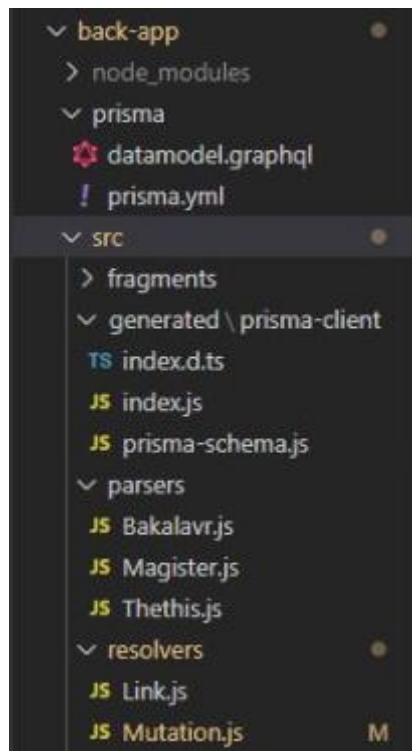 back-app
node_modules
prisma
datamodel.graphql
! prisma.yml
src
fragments
generated \ prisma-client
TS index.d.ts
JS index.js
JS prisma-schema.js
parsers
JS Bakalavr.js
JS Magister.js
JS Thethis.js
resolvers
JS Link.js
JS Mutation.js M